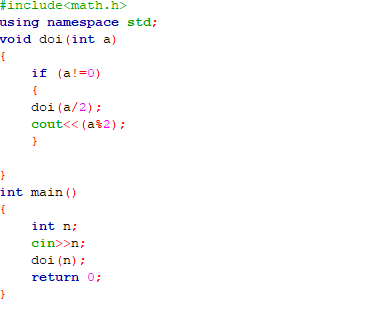 #include<math.h>
using namespace std;
void doi(int a)
{
    if (a!=0)
    {
    doi(a/2);
    cout<<(a%2);
    }

}
int main()
{
    int n;
    cin>>n;
    doi(n);
    return 0;
}